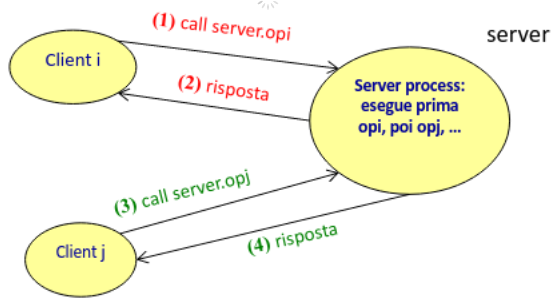 (1) call server.opi
server
Client i
(2) risposta
Server process:
esegue prima
opi, poi opj, ...
(3) call server.opj
Client j
(4) risposta